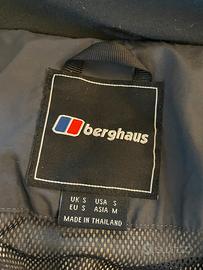 berghaus
UK S USA S
EU S ASIA M
MADE IN THAILAND